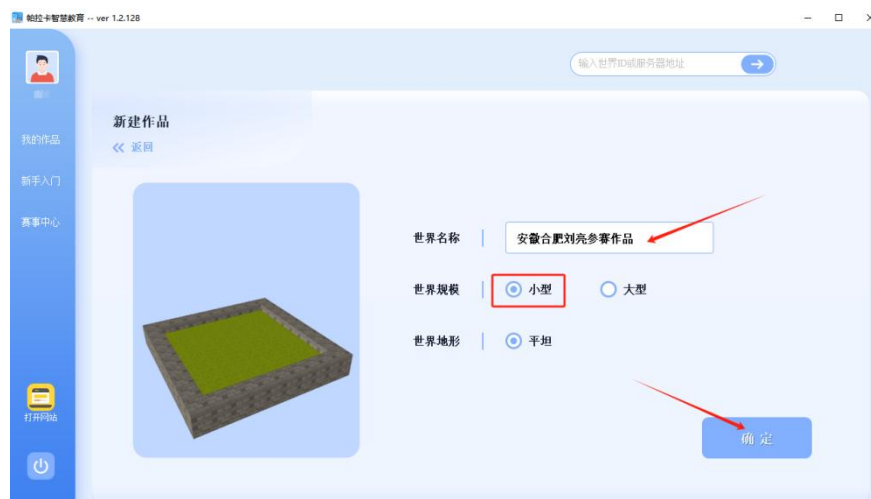 帕拉卡智慧教育 -- ver 1.2.128
输入世界ID或服务器地址
我的作品
新手入门
赛事中心
打开网站
新建作品
返回
世界名称
安徽合肥刘亮参赛作品
世界规模
小型
大型
世界地形
平坦
确定